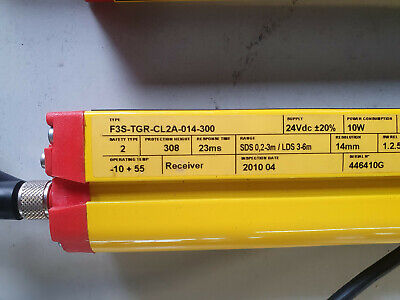 TYPE SUPPLY POWER CONSUMPTION
F3S-TGR-CL2A-014-300 24Vdc ±20% 10W
SAFETY TYPE PROTECTION HEIGHT RESPONSE TIME RANGE RESOLUTION
2 308 23ms SDS 0,2-3m / LDS 3-6m 14mm 1.2.5
OPERATING TEMP INSPECTION DATE SERIAL N°
-10 + 55 Receiver 2010 04 446410G